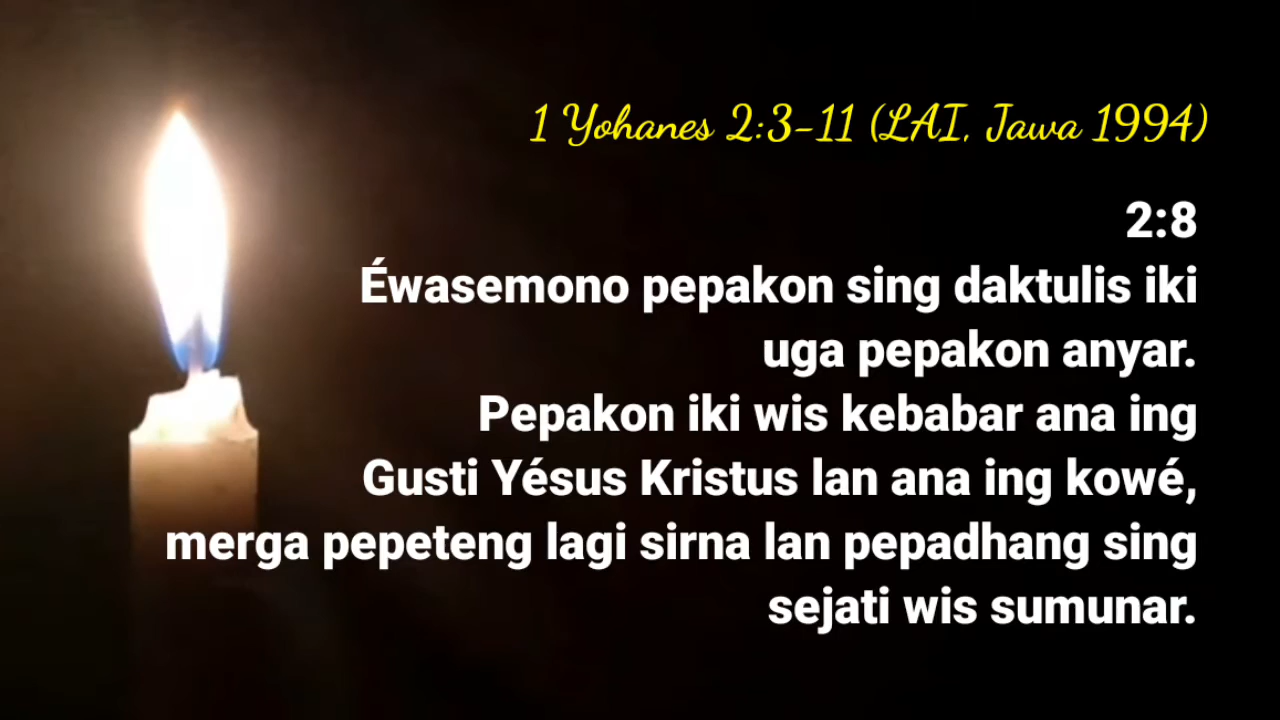 1 Yohanes 2:3-11 (LAI, Jawa 1994)
2:8
Éwasemono pepakon sing daktulis iki
uga pepakon anyar.
Pepakon iki wis kebabar ana ing
Gusti Yésus Kristus lan ana ing kowé,
merga pepeteng lagi sirna lan pepadhang sing
sejati wis sumunar.